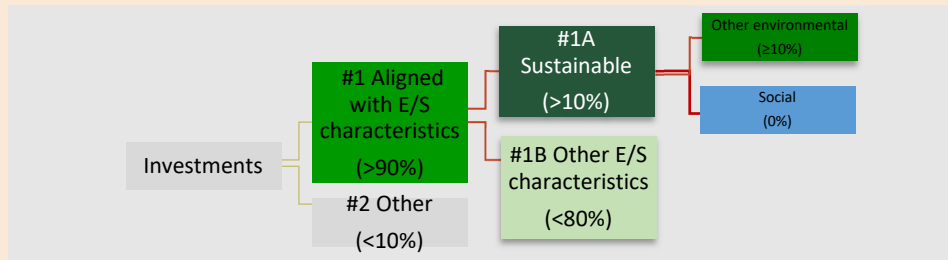 Investments
#1 Aligned
with E/S
characteristics
(>90%)
#2 Other
(<10%)
#1A
Sustainable
(>10%)
#1B Other E/S
characteristics
(<80%)
Other environmental
(≥10%)
Social
(0%)